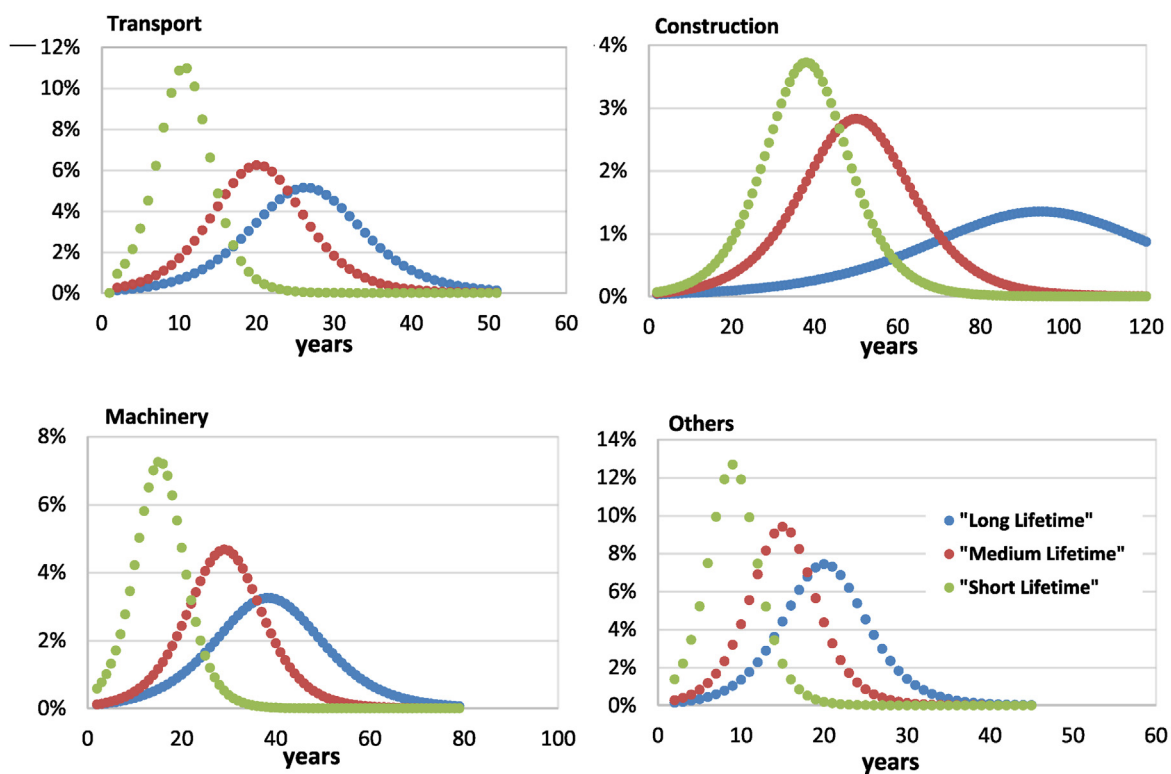 Transport
12%
10%
8%
6%
4%
2%
0%
0 10 20 30 40 50 60
years
Construction
4%
3%
2%
1%
0%
0 20 40 60 80 100 120
years
Machinery
8%
6%
4%
2%
0%
0 20 40 60 80 100
years
Others
14%
12%
10%
8%
6%
4%
2%
0%
"Long Lifetime"
"Medium Lifetime"
"Short Lifetime"
0 10 20 30 40 50 60
years